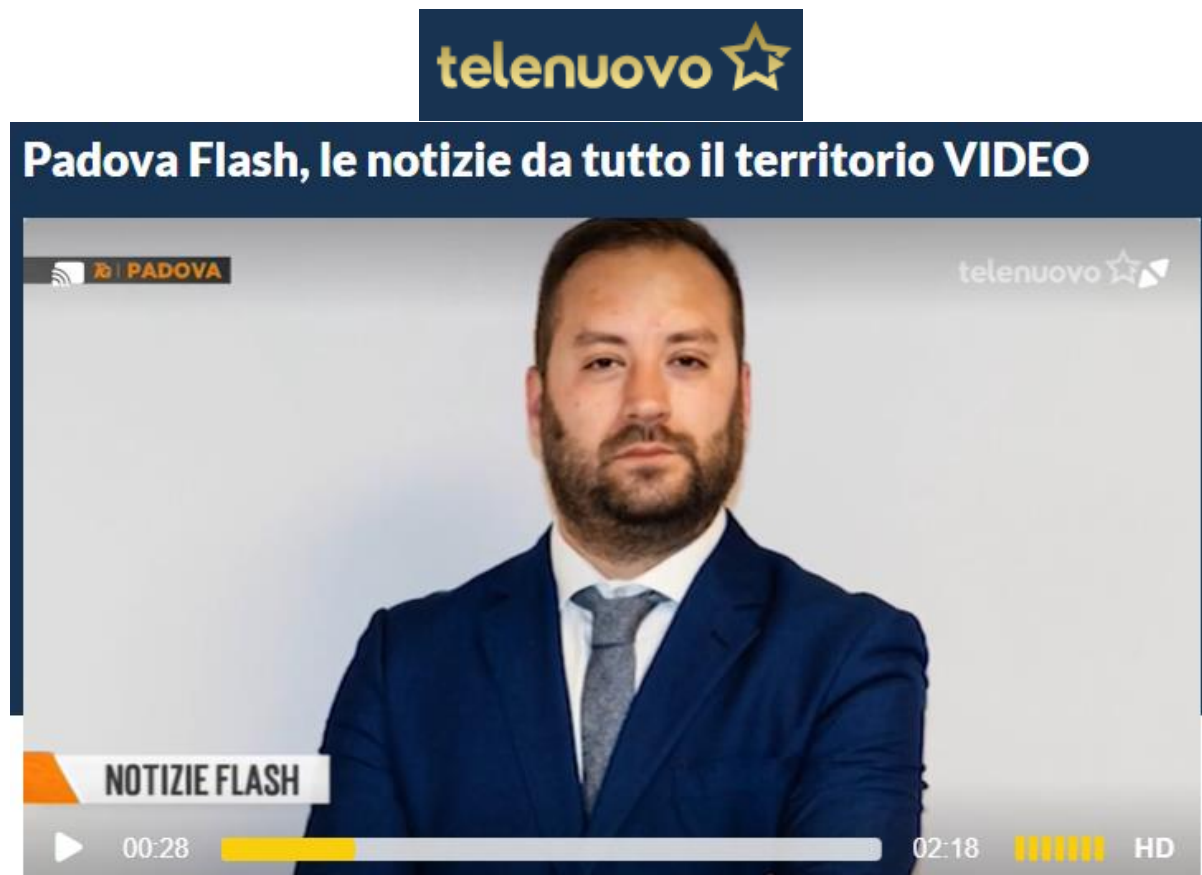 telenuovo
Padova Flash, le notizie da tutto il territorio VIDEO
TG PADOVA
telenuovo
NOTIZIE FLASH
00:28
02:18
HD